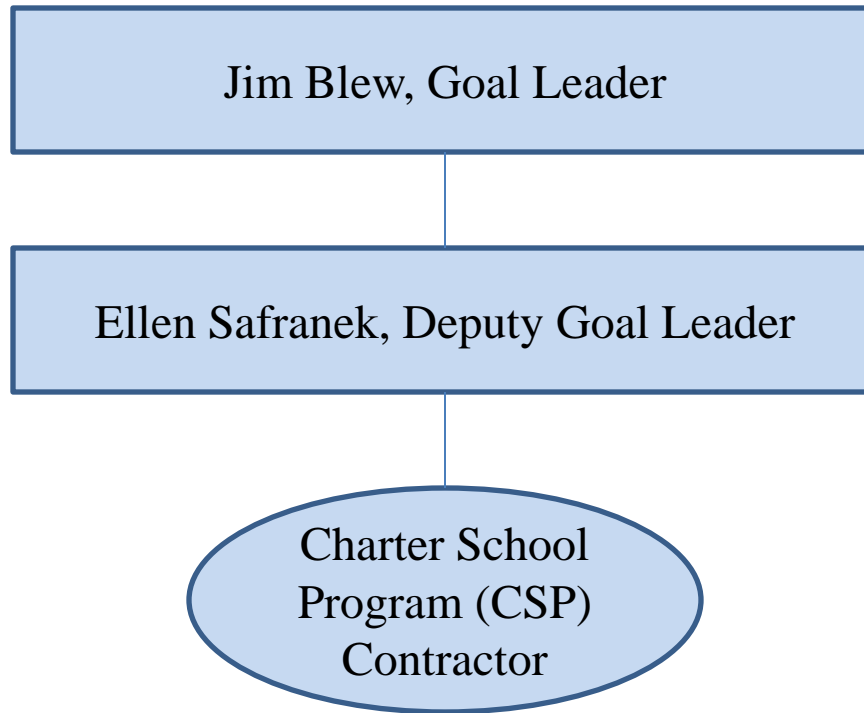 Jim Blew, Goal Leader
Ellen Safranek, Deputy Goal Leader
Charter School
Program (CSP)
Contractor